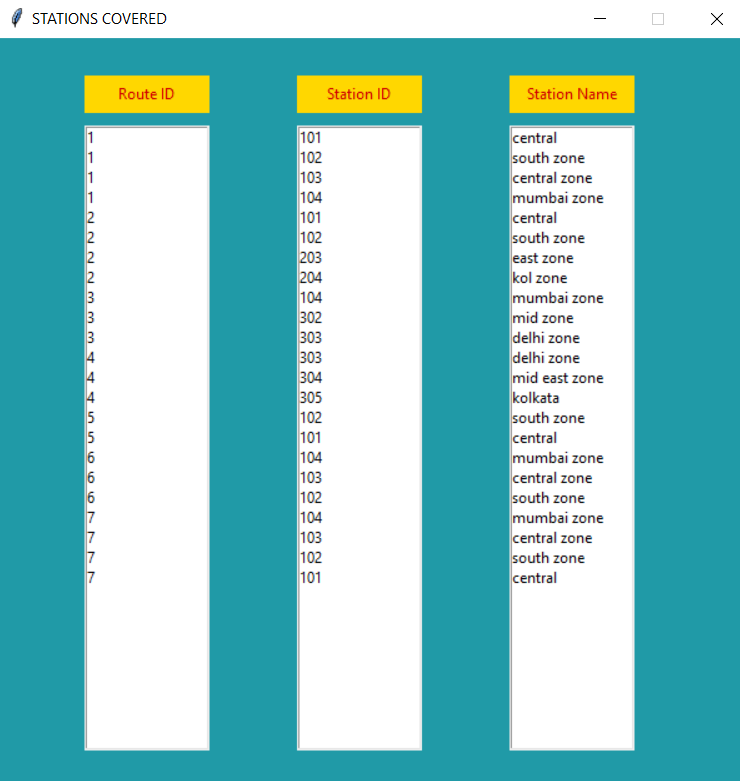 STATIONS COVERED
Route ID Station ID Station Name
1 101 central
1 102 south zone
1 103 central zone
1 104 mumbai zone
2 101 central
2 102 south zone
2 203 east zone
2 204 kol zone
3 104 mumbai zone
3 302 mid zone
3 303 delhi zone
4 303 delhi zone
4 304 mid east zone
4 305 kolkata
5 102 south zone
5 101 central
6 104 mumbai zone
6 103 central zone
6 102 south zone
7 104 mumbai zone
7 103 central zone
7 102 south zone
7 101 central